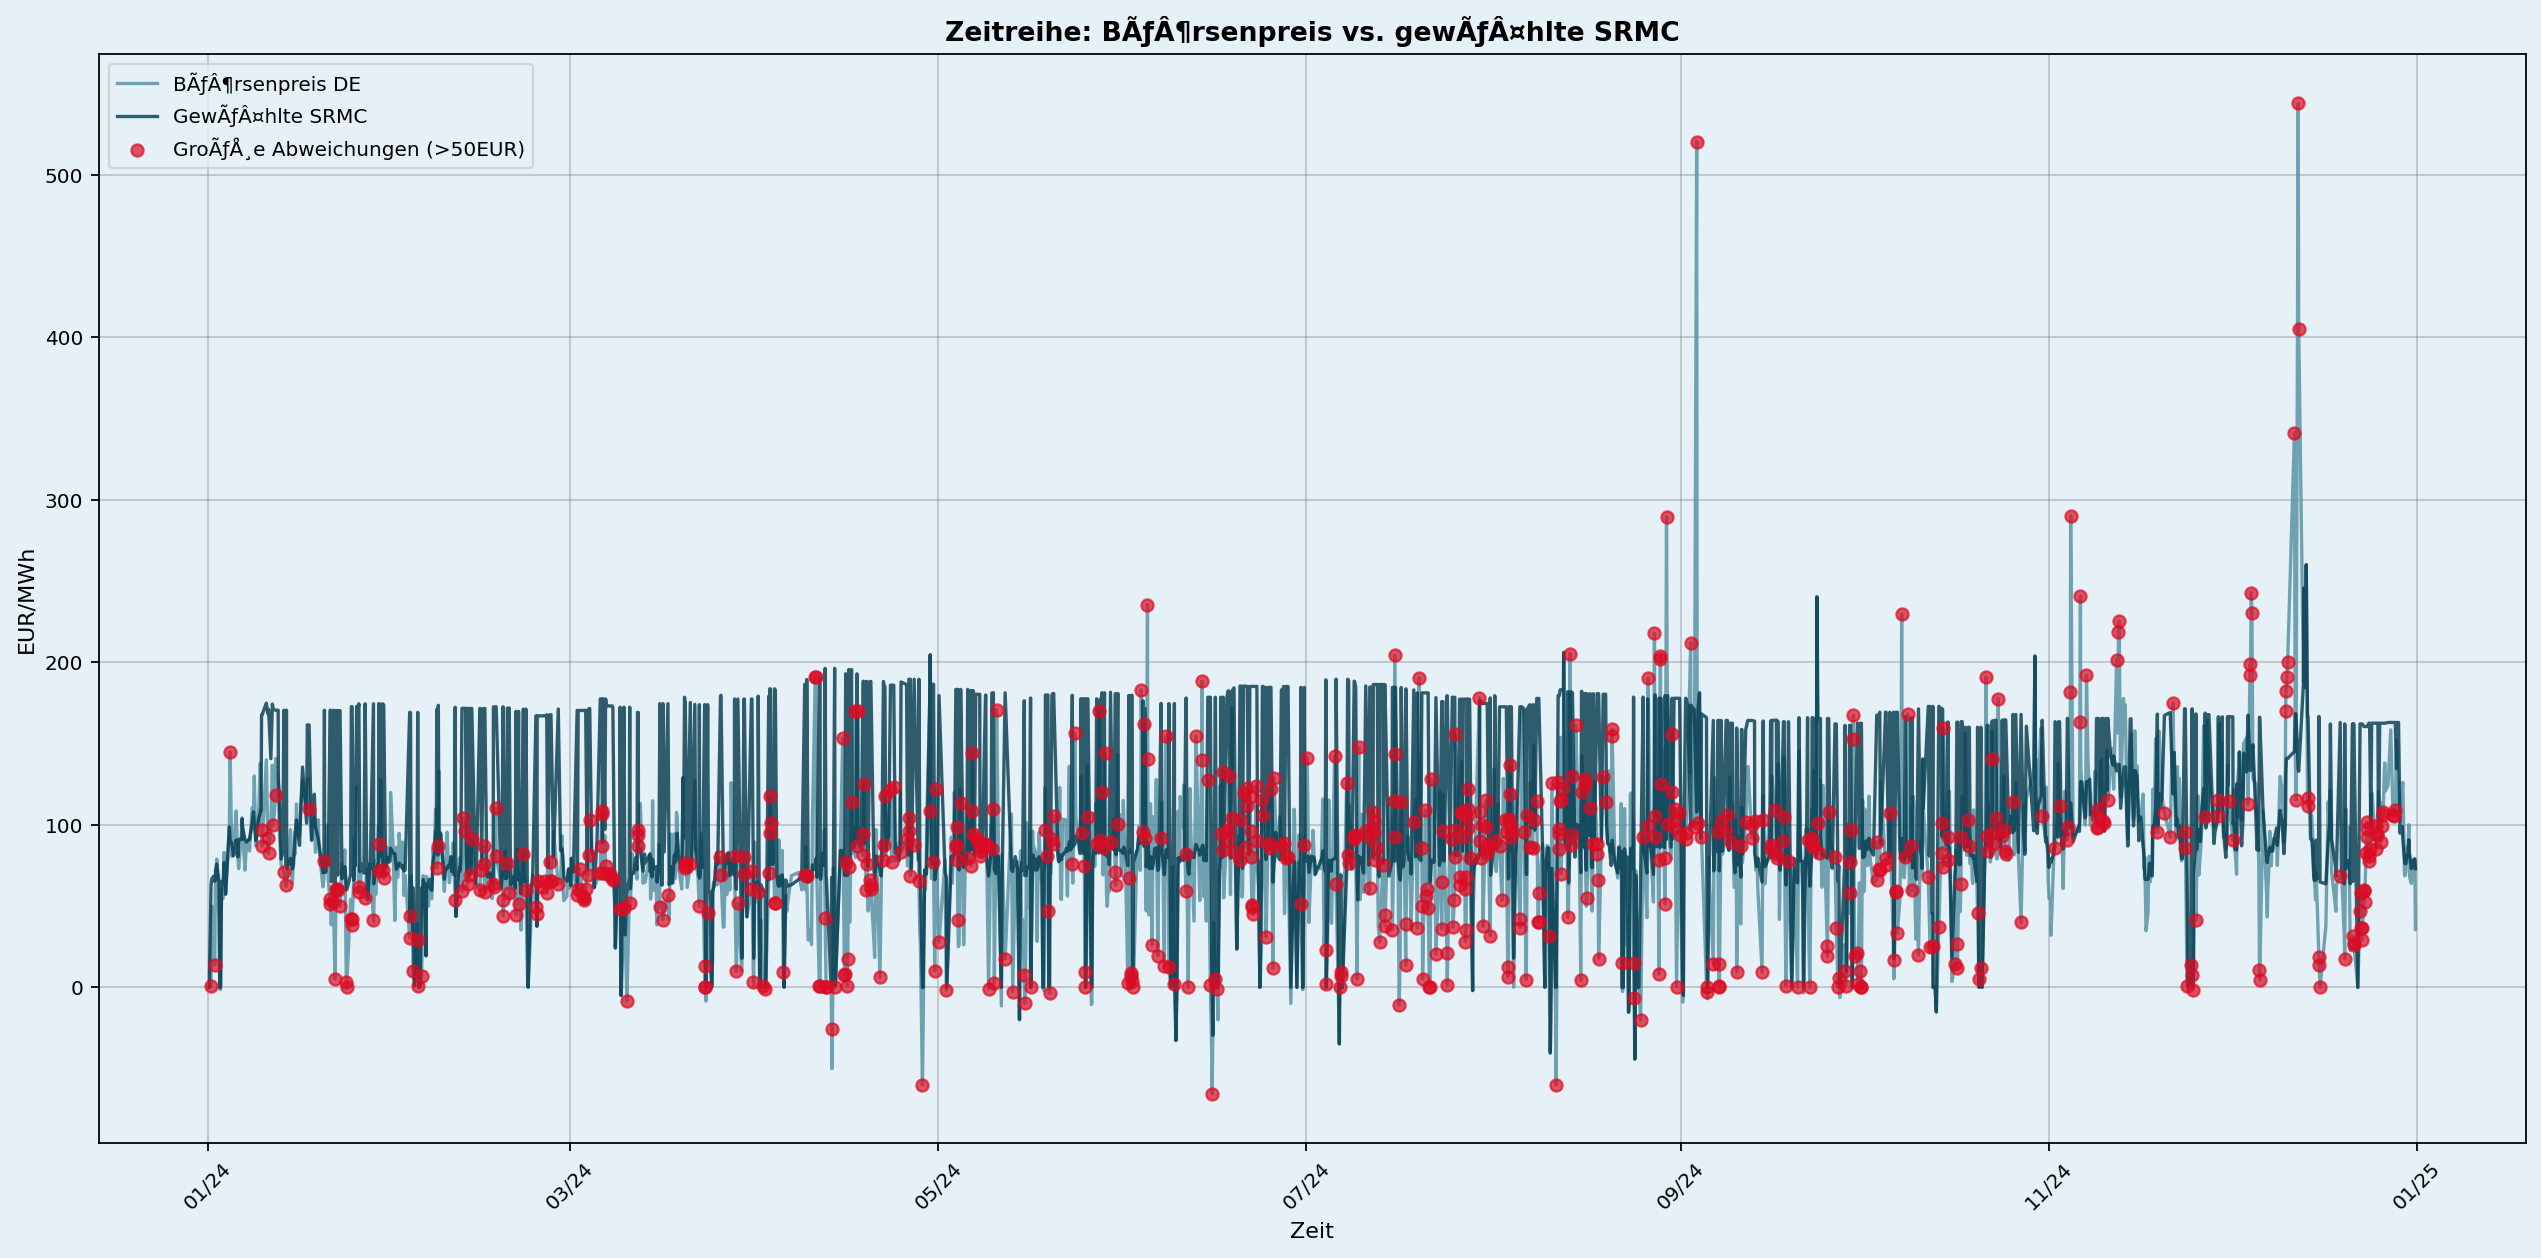 Zeitreihe: BÃƒÂ¶rsenpreis vs. gewÃƒÂ¤hlte SRMC
BÃƒÂ¶rsenpreis DE
GewÃƒÂ¤hlte SRMC
GroÃƒÅ¸e Abweichungen (>50EUR)
EUR/MWh
500
400
300
200
100
0
01/24
03/24
05/24
07/24
09/24
11/24
01/25
Zeit